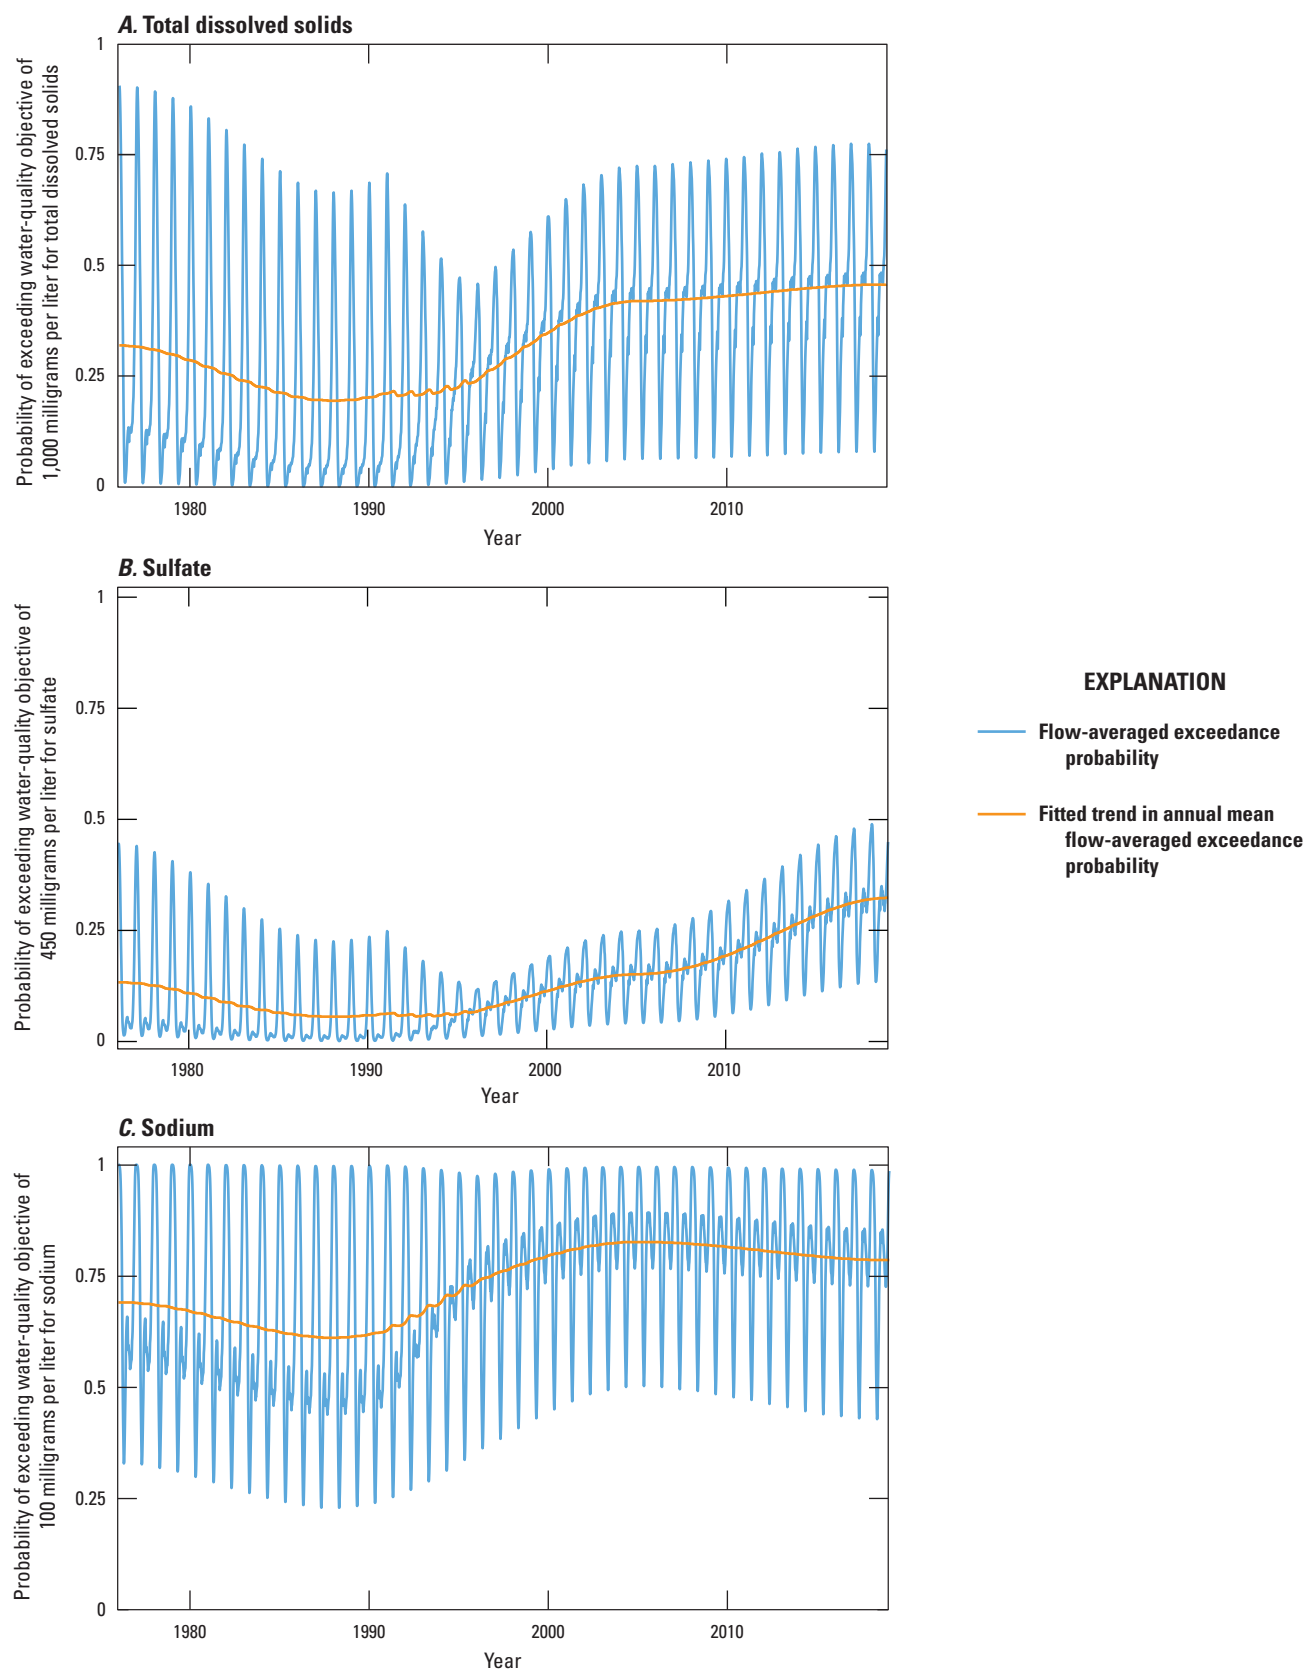 A. Total dissolved solids
Probability of exceeding water-quality objective of
1,000 milligrams per liter for total dissolved solids
1
0.75
0.5
0.25
0
1980
1990
2000
2010
Year
B. Sulfate
Probability of exceeding water-quality objective of
450 milligrams per liter for sulfate
1
0.75
0.5
0.25
0
1980
1990
2000
2010
Year
C. Sodium
Probability of exceeding water-quality objective of
100 milligrams per liter for sodium
1
0.75
0.5
0.25
0
1980
1990
2000
2010
Year
EXPLANATION
Flow-averaged exceedance
probability
Fitted trend in annual mean
flow-averaged exceedance
probability